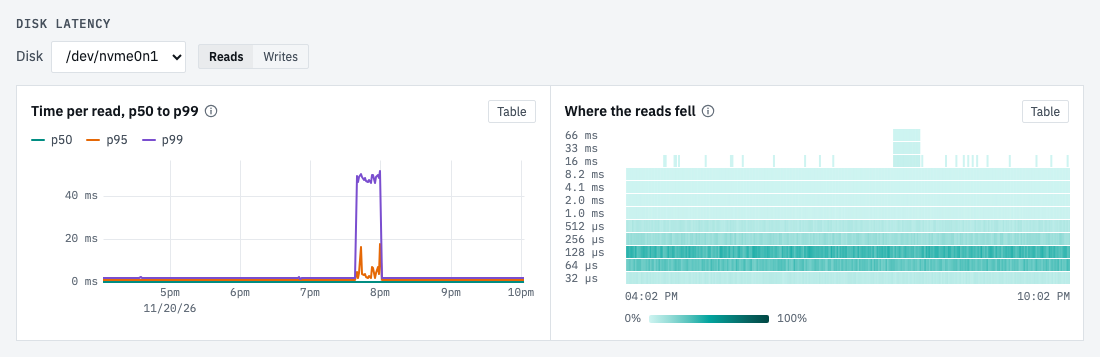 DISK LATENCY
Disk /dev/nvme0n1 Reads Writes
Time per read, p50 to p99 Table
p50 p95 p99
40 ms
20 ms
0 ms
5pm 6pm 7pm 8pm 9pm 10pm
11/20/26
Where the reads fell Table
66 ms
33 ms
16 ms
8.2 ms
4.1 ms
2.0 ms
1.0 ms
512 µs
256 µs
128 µs
64 µs
32 µs
04:02 PM 10:02 PM
0% 100%